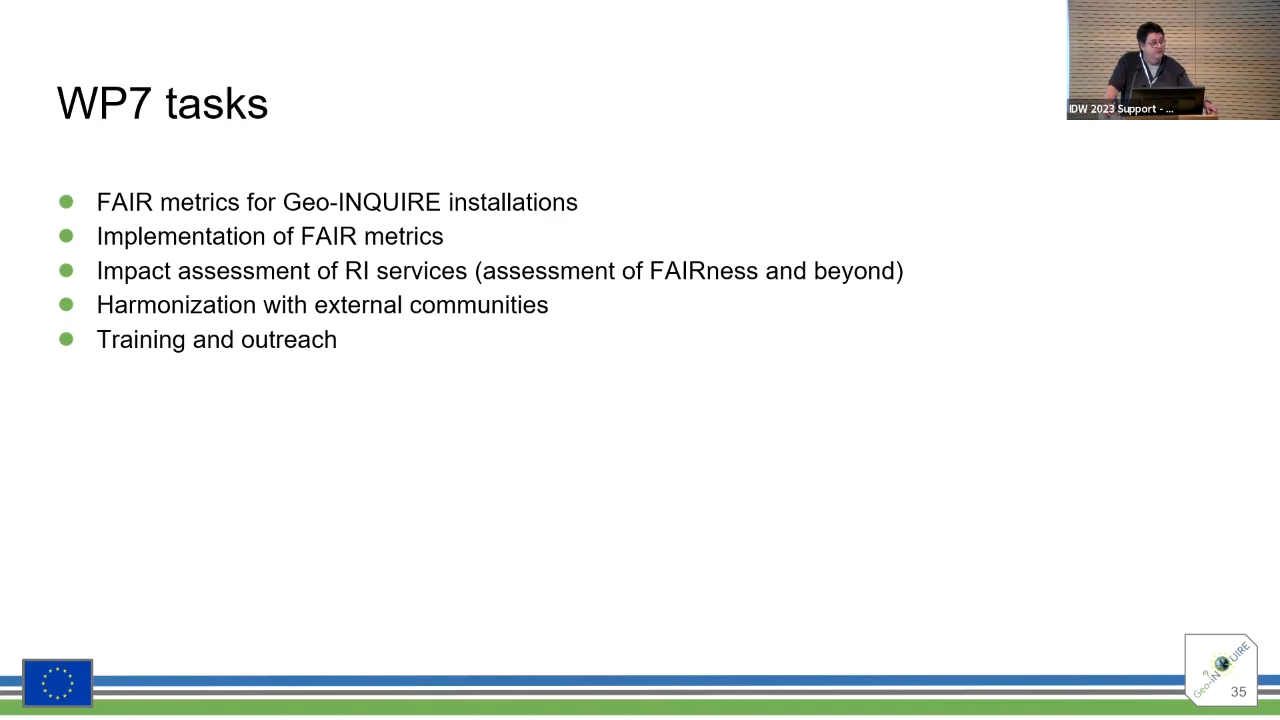 WP7 tasks
IDW 2023 Support - ...
FAIR metrics for Geo-INQUIRE installations
Implementation of FAIR metrics
Impact assessment of RI services (assessment of FAIRness and beyond)
Harmonization with external communities
Training and outreach
Geo-INQUIRE
35